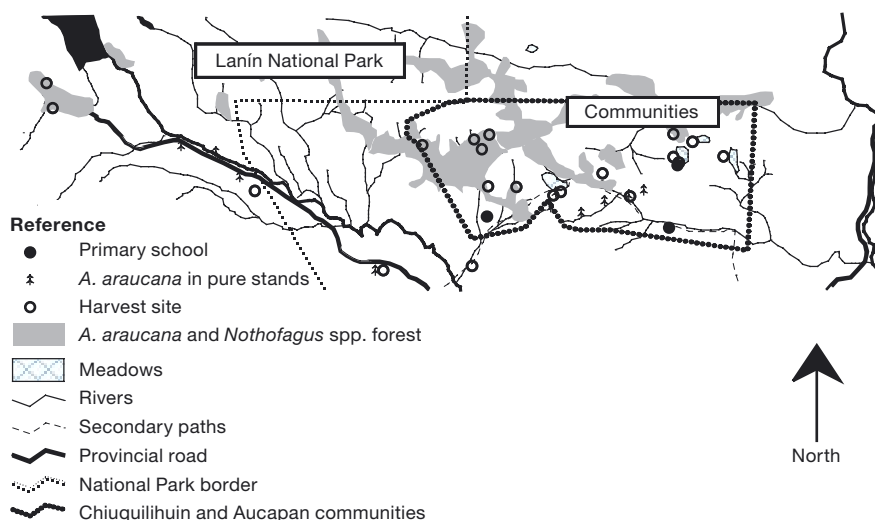 Lanín National Park
Communities
Reference
Primary school
A. araucana in pure stands
Harvest site
A. araucana and Nothofagus spp. forest
Meadows
Rivers
Secondary paths
Provincial road
National Park border
Chiuquilihuin and Aucapan communities
North